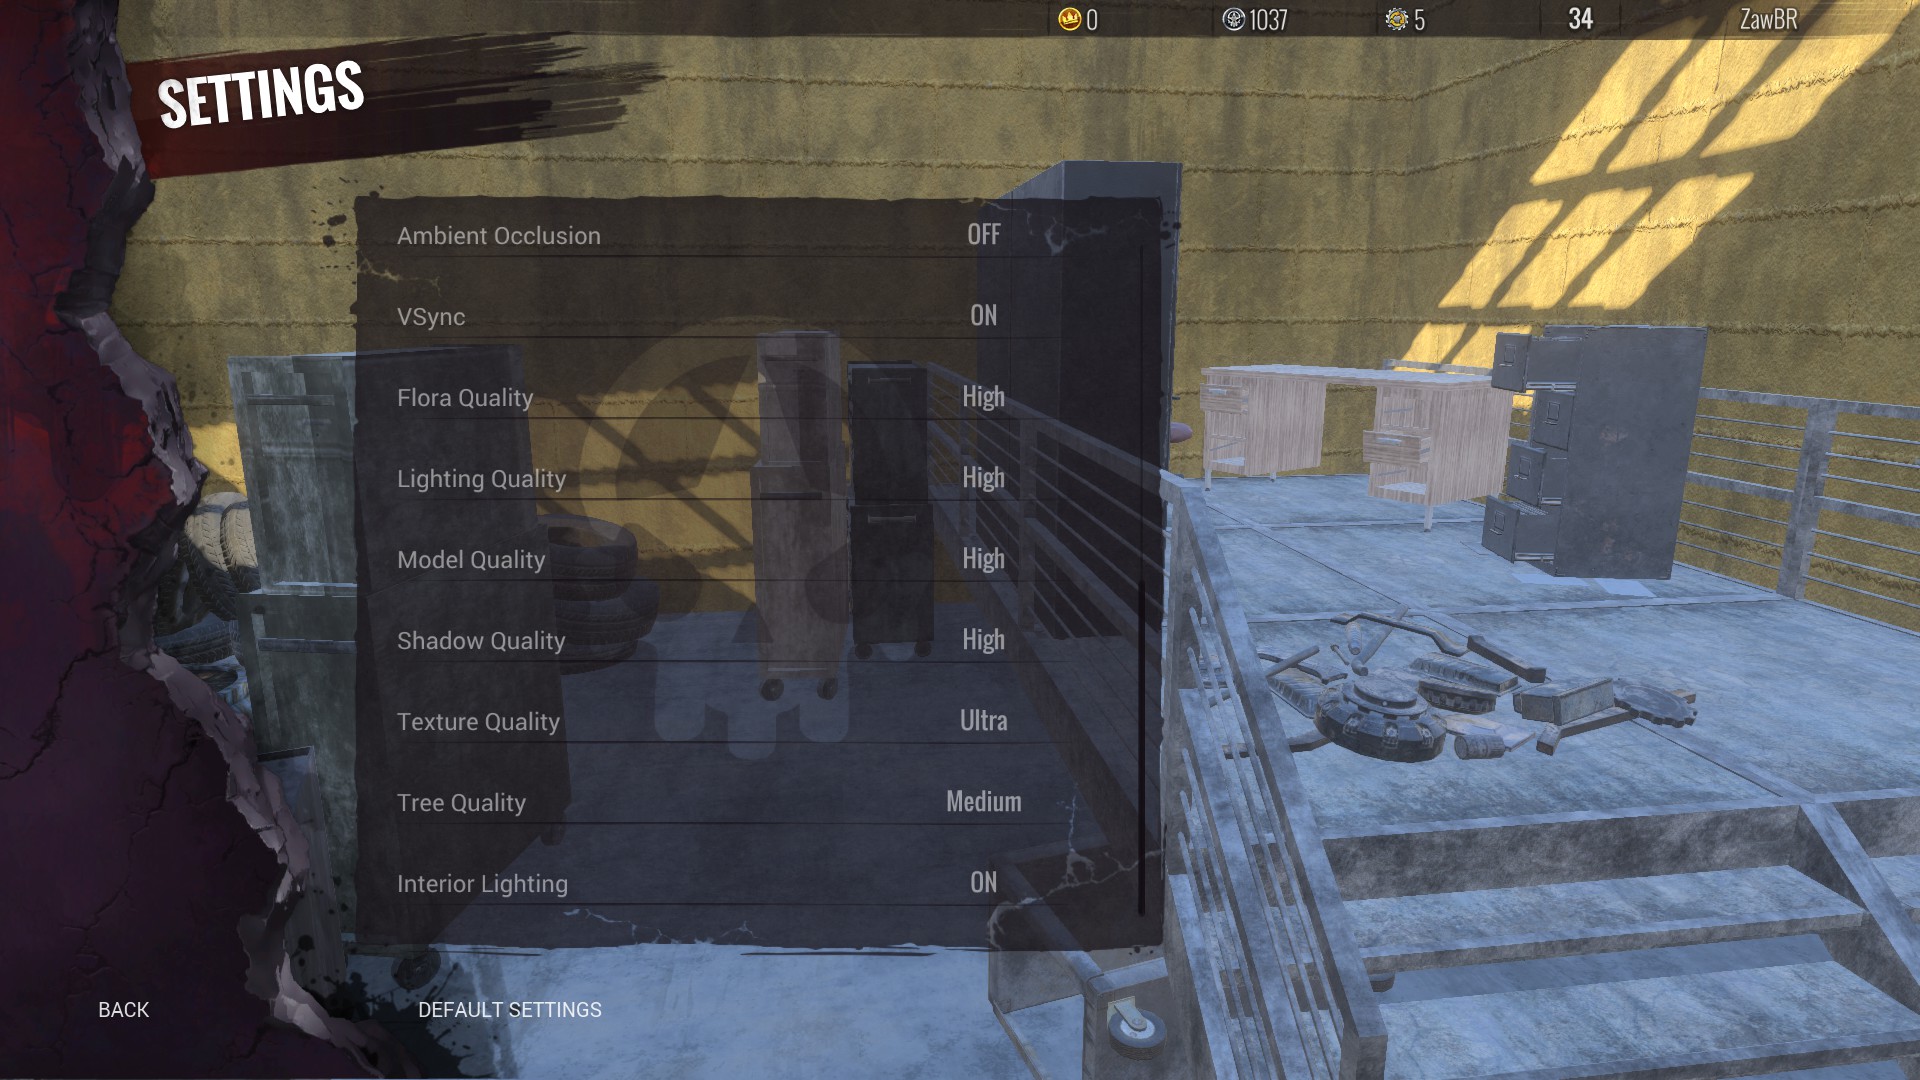 0 1037 5 34 ZawBR
SETTINGS
Ambient Occlusion OFF
VSync ON
Flora Quality High
Lighting Quality High
Model Quality High
Shadow Quality High
Texture Quality Ultra
Tree Quality Medium
Interior Lighting ON
BACK DEFAULT SETTINGS